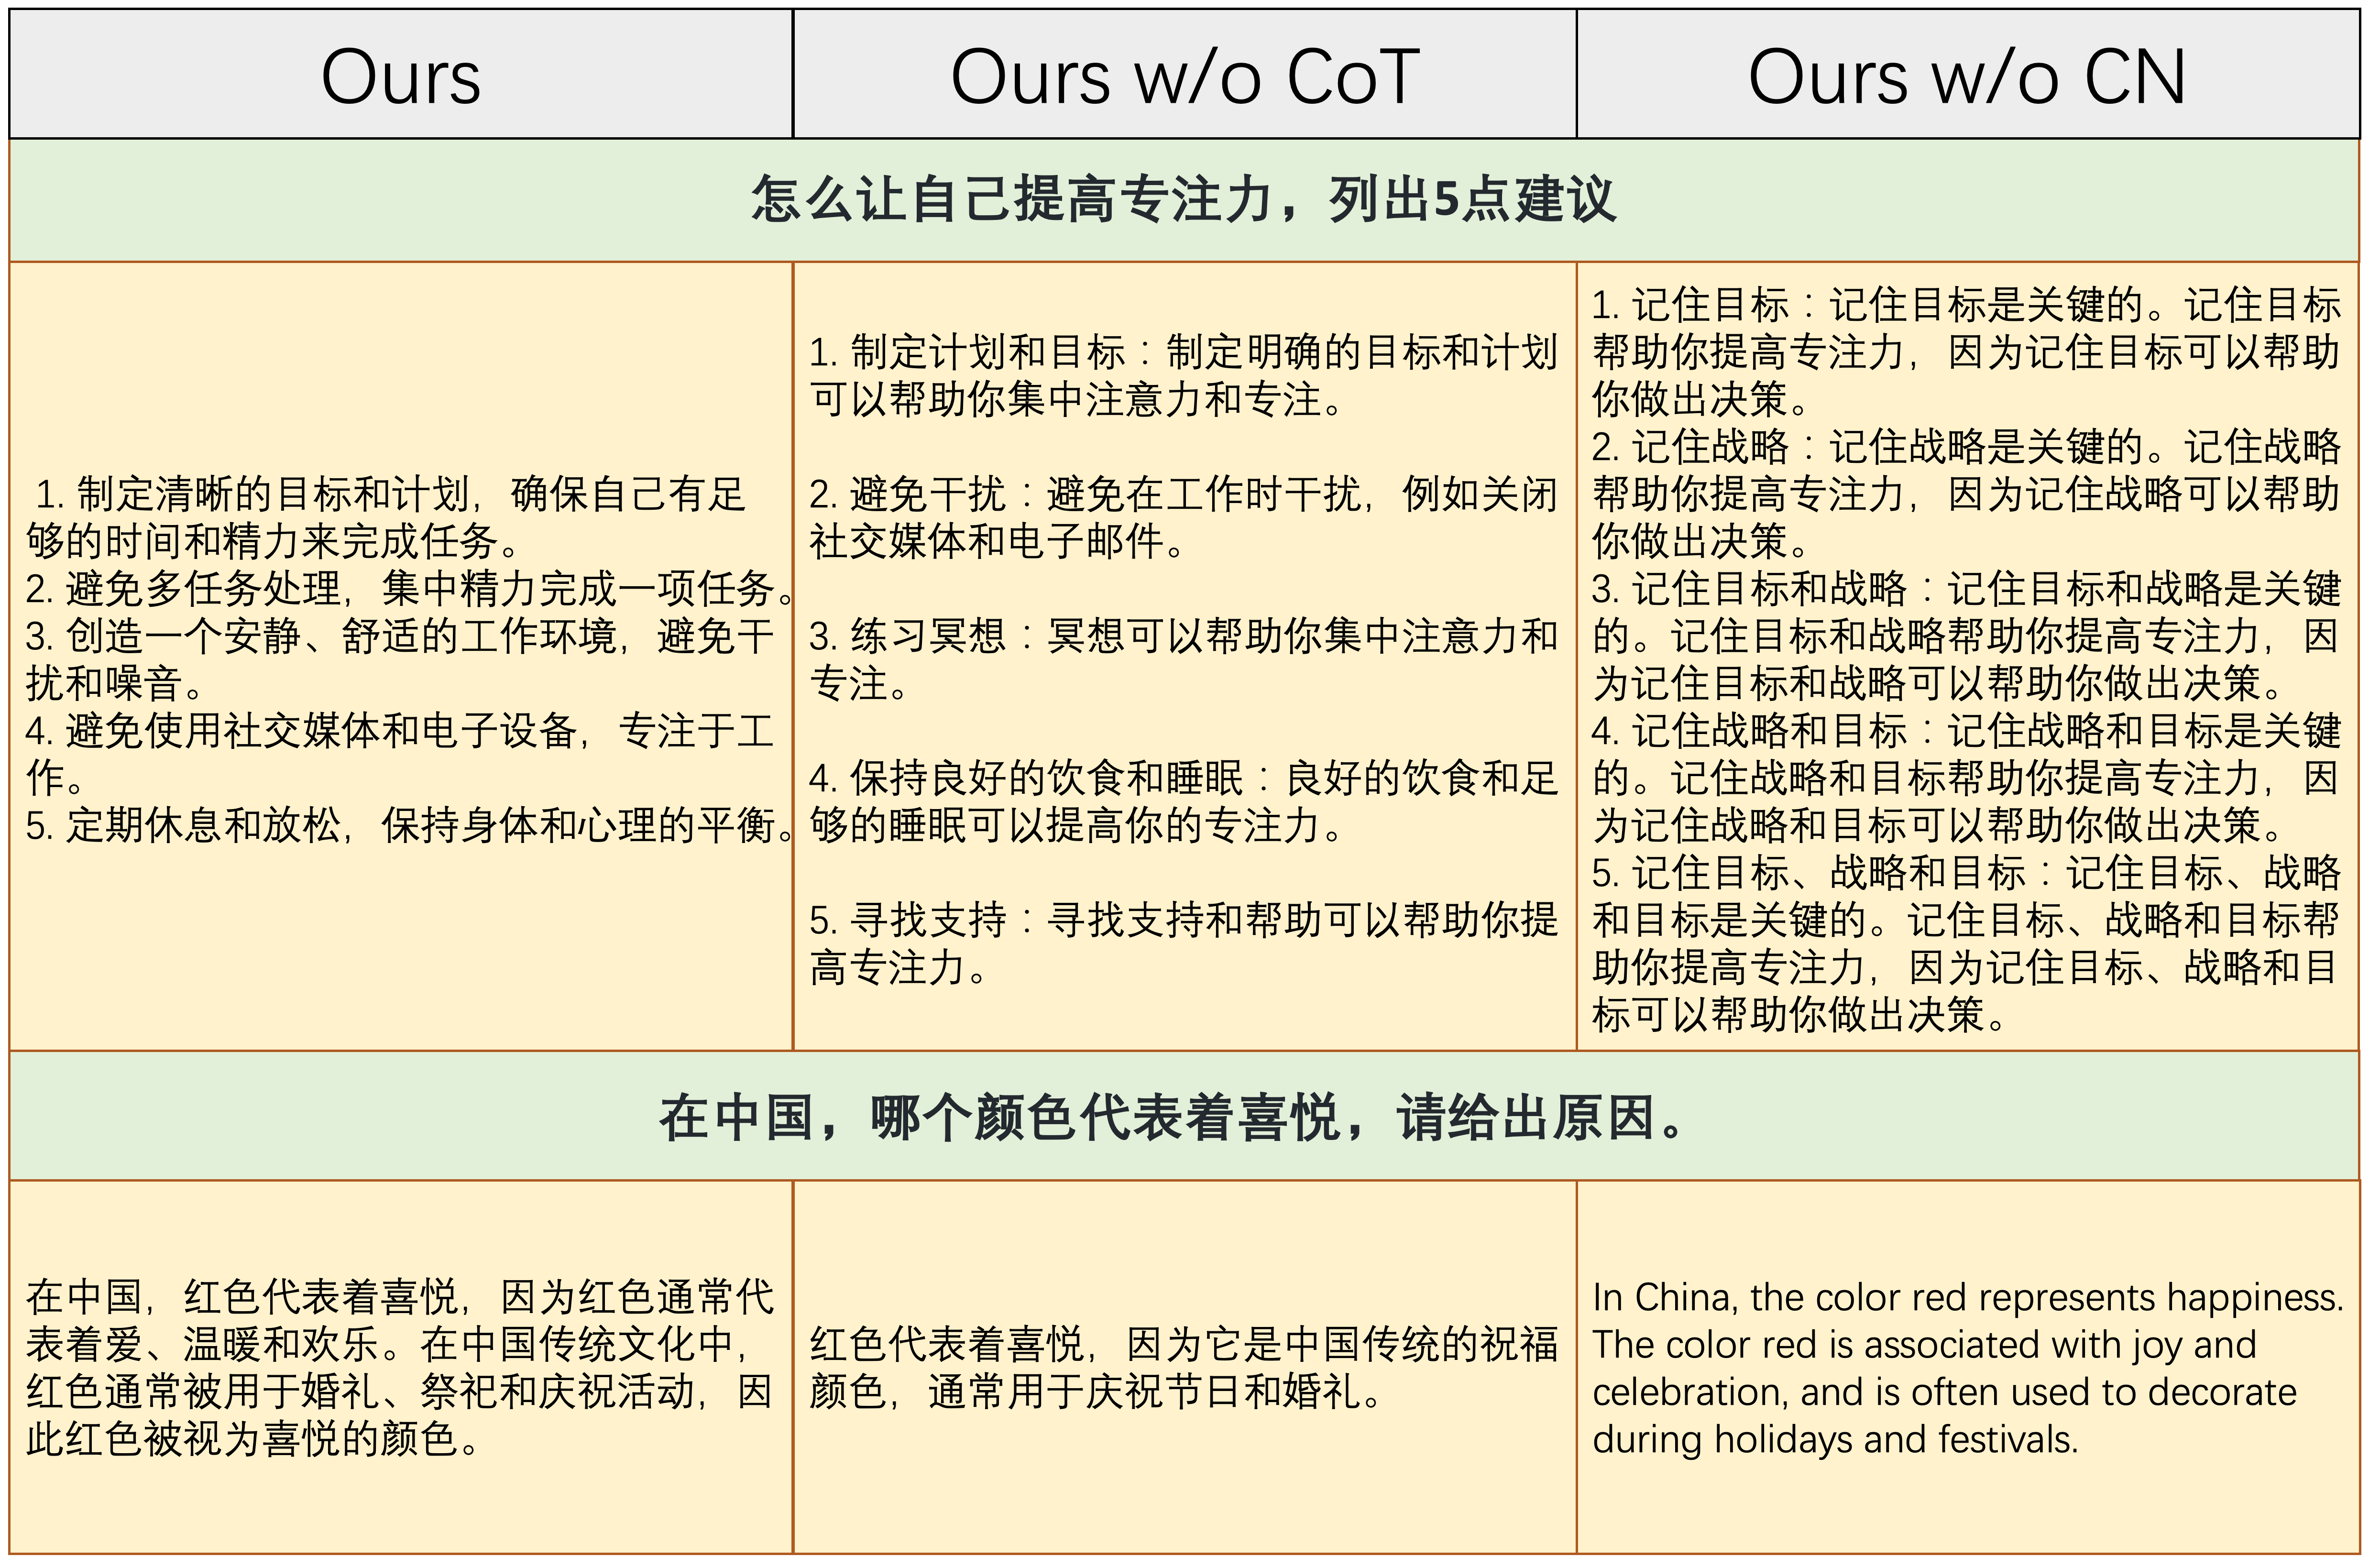 Ours
Ours w/o CoT
Ours w/o CN
怎么让自己提高专注力，列出5点建议
1. 制定清晰的目标和计划，确保自己有足
够的时间和精力来完成任务。
2. 避免多任务处理，集中精力完成一项任务。
3. 创造一个安静、舒适的工作环境，避免干
扰和噪音。
4. 避免使用社交媒体和电子设备，专注于工
作。
5. 定期休息和放松，保持身体和心理的平衡。
1. 制定计划和目标：制定明确的目标和计划
可以帮助你集中注意力和专注。
2. 避免干扰：避免在工作时干扰，例如关闭
社交媒体和电子邮件。
3. 练习冥想：冥想可以帮助你集中注意力和
专注。
4. 保持良好的饮食和睡眠：良好的饮食和足
够的睡眠可以提高你的专注力。
5. 寻找支持：寻找支持和帮助可以帮助你提
高专注力。
1. 记住目标：记住目标是关键的。记住目标
帮助你提高专注力，因为记住目标可以帮助
你做出决策。
2. 记住战略：记住战略是关键的。记住战略
帮助你提高专注力，因为记住战略可以帮助
你做出决策。
3. 记住目标和战略：记住目标和战略是关键
的。记住目标和战略帮助你提高专注力，因
为记住目标和战略可以帮助你做出决策。
4. 记住战略和目标：记住战略和目标是关键
的。记住战略和目标帮助你提高专注力，因
为记住战略和目标可以帮助你做出决策。
5. 记住目标、战略和目标：记住目标、战略
和目标是关键的。记住目标、战略和目标帮
助你提高专注力，因为记住目标、战略和目
标可以帮助你做出决策。
在中国，哪个颜色代表着喜悦，请给出原因。
在中国，红色代表着喜悦，因为红色通常代
表着爱、温暖和欢乐。在中国传统文化中，
红色通常被用于婚礼、祭祀和庆祝活动，因
此红色被视为喜悦的颜色。
红色代表着喜悦，因为它是中国传统的祝福
颜色，通常用于庆祝节日和婚礼。
In China, the color red represents happiness.
The color red is associated with joy and
celebration, and is often used to decorate
during holidays and festivals.